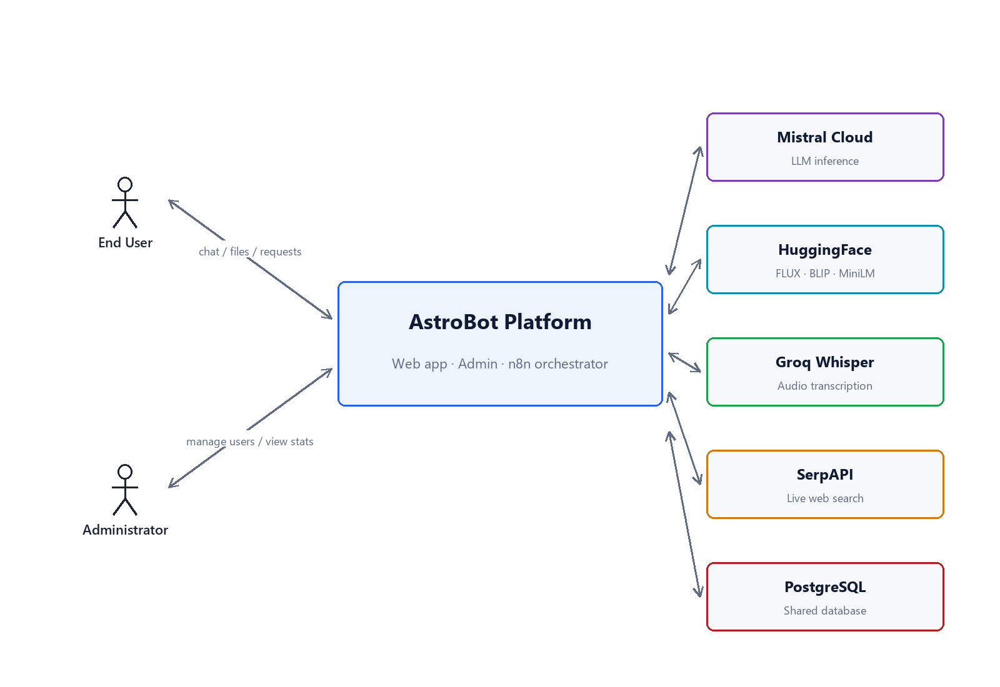 End User
chat / files / requests
manage users / view stats
Administrator
AstroBot Platform
Web app · Admin · n8n orchestrator
Mistral Cloud
LLM inference
HuggingFace
FLUX · BLIP · MiniLM
Groq Whisper
Audio transcription
SerpAPI
Live web search
PostgreSQL
Shared database